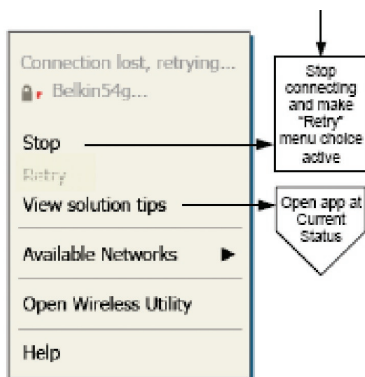 Connection lost, retrying...
Belkin54g...
Stop
Retry
View solution tips
Available Networks
Open Wireless Utility
Help
Stop
connecting
and make
"Retry"
menu choice
active
Open app at
Current
Status